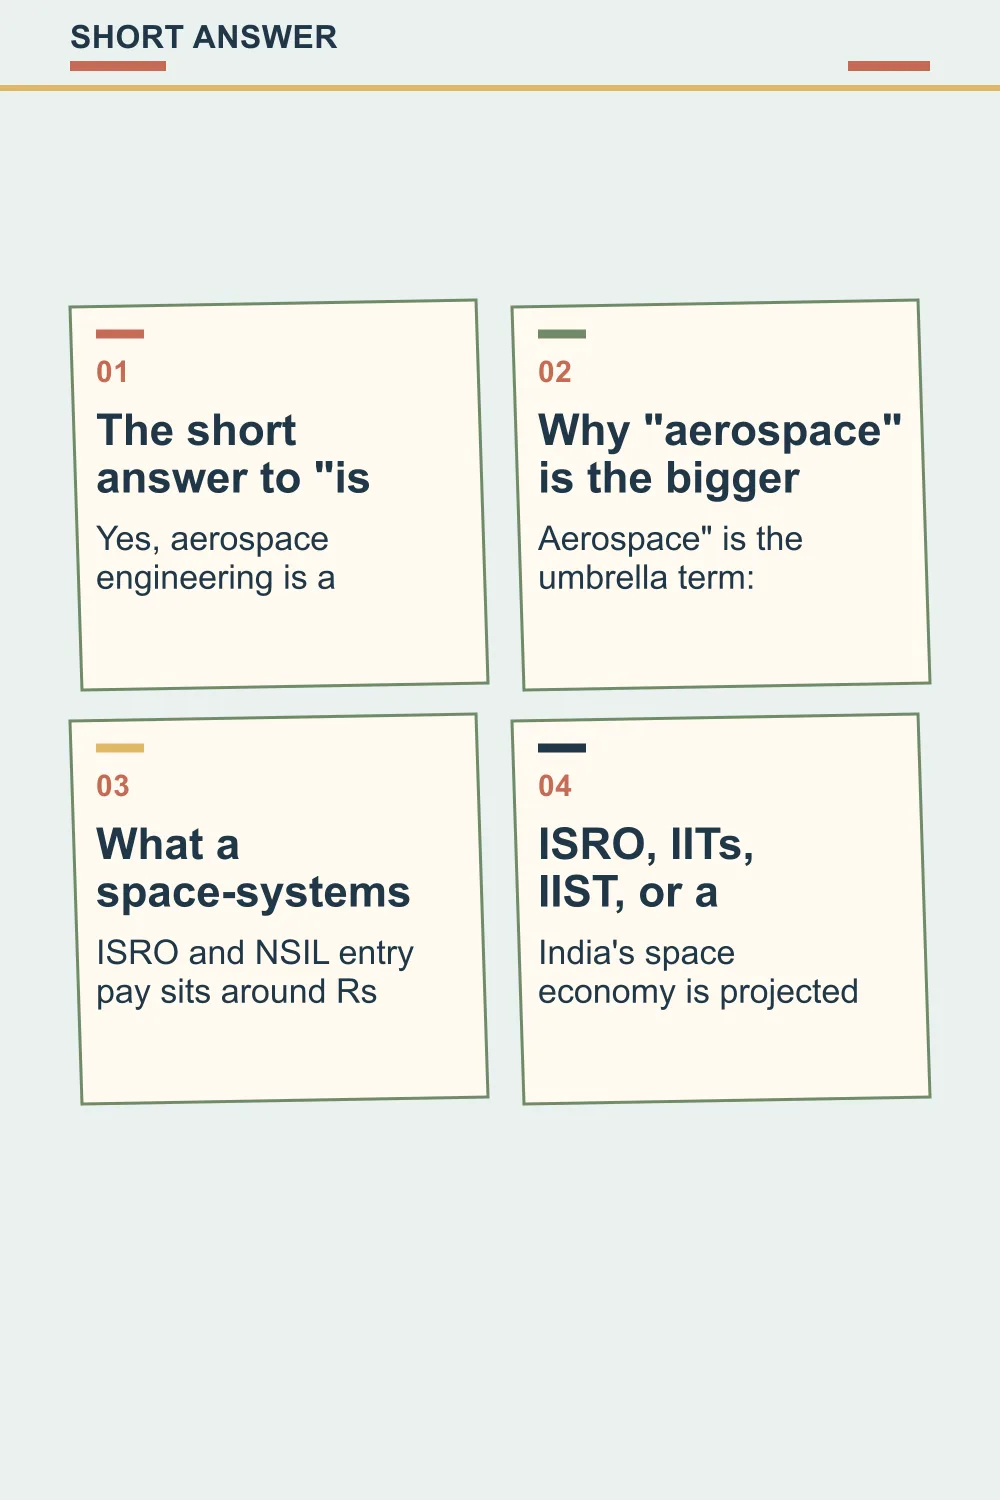 SHORT ANSWER
01
The short
answer to "is
Yes, aerospace
engineering is a
02
Why "aerospace"
is the bigger
Aerospace" is the
umbrella term:
03
What a
space-systems
ISRO and NSIL entry
pay sits around Rs
04
ISRO, IITs,
IIST, or a
India's space
economy is projected